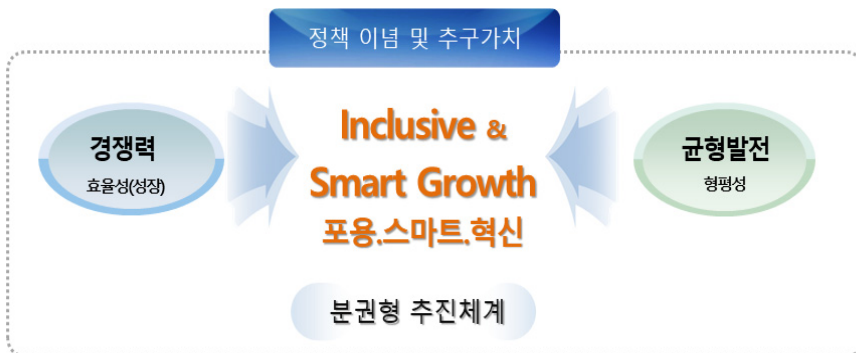 정책 이념 및 추구가치
경쟁력
효율성(성장)
Inclusive &
Smart Growth
포용.스마트.혁신
균형발전
형평성
분권형 추진체계